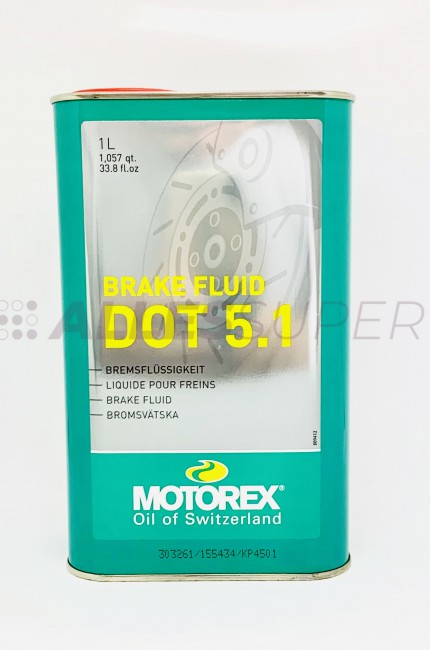 1 L
1,057 qt.
33.8 fl.oz
BRAKE FLUID
DOT 5.1
BREMSFLÜSSIGKEIT
LIQUIDE POUR FREINS
BRAKE FLUID
BROMSVÄTSKA
MOTOREX®
Oil of Switzerland
303261/155434/KP4501